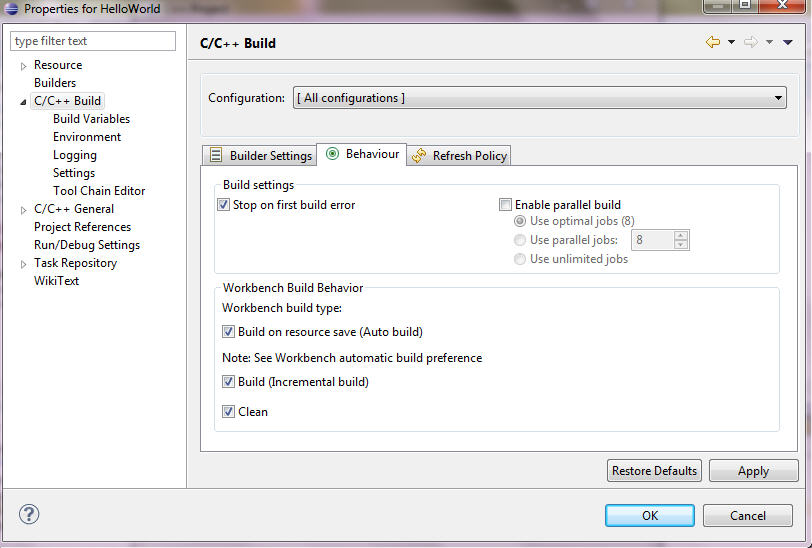 Properties for HelloWorld
type filter text
Resource
Builders
C/C++ Build
Build Variables
Environment
Logging
Settings
Tool Chain Editor
C/C++ General
Project References
Run/Debug Settings
Task Repository
WikiText
C/C++ Build
Configuration: [ All configurations ]
Builder Settings Behaviour Refresh Policy
Build settings
Stop on first build error
Enable parallel build
Use optimal jobs (8)
Use parallel jobs: 8
Use unlimited jobs
Workbench Build Behavior
Workbench build type:
Build on resource save (Auto build)
Note: See Workbench automatic build preference
Build (Incremental build)
Clean
Restore Defaults Apply
? OK Cancel